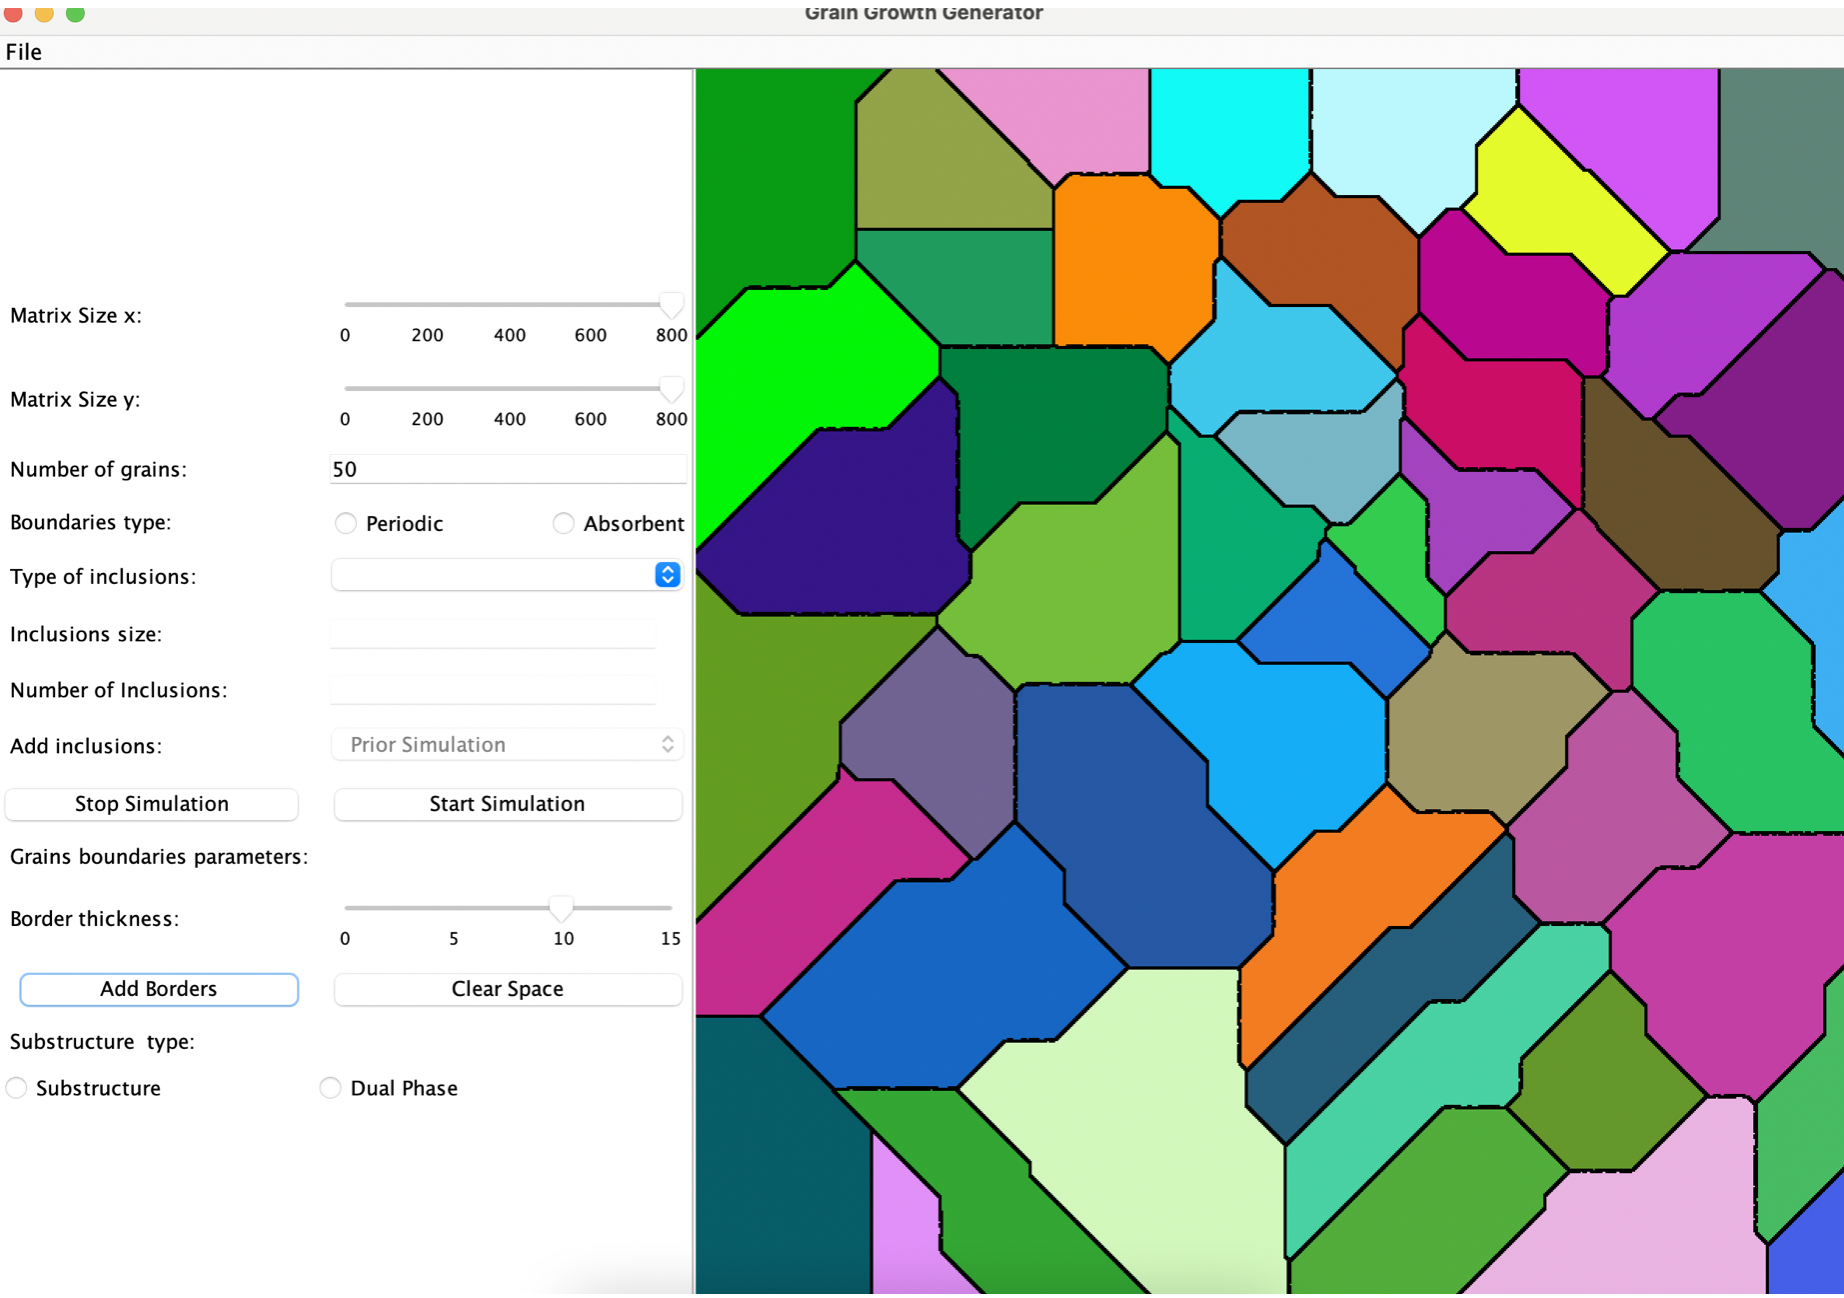 Grain Growth Generator
File
Matrix Size x:
0 200 400 600 800
Matrix Size y:
0 200 400 600 800
Number of grains: 50
Boundaries type: Periodic Absorbent
Type of inclusions:
Inclusions size:
Number of Inclusions:
Add inclusions: Prior Simulation
Stop Simulation Start Simulation
Grains boundaries parameters:
Border thickness:
0 5 10 15
Add Borders Clear Space
Substructure type:
Substructure Dual Phase